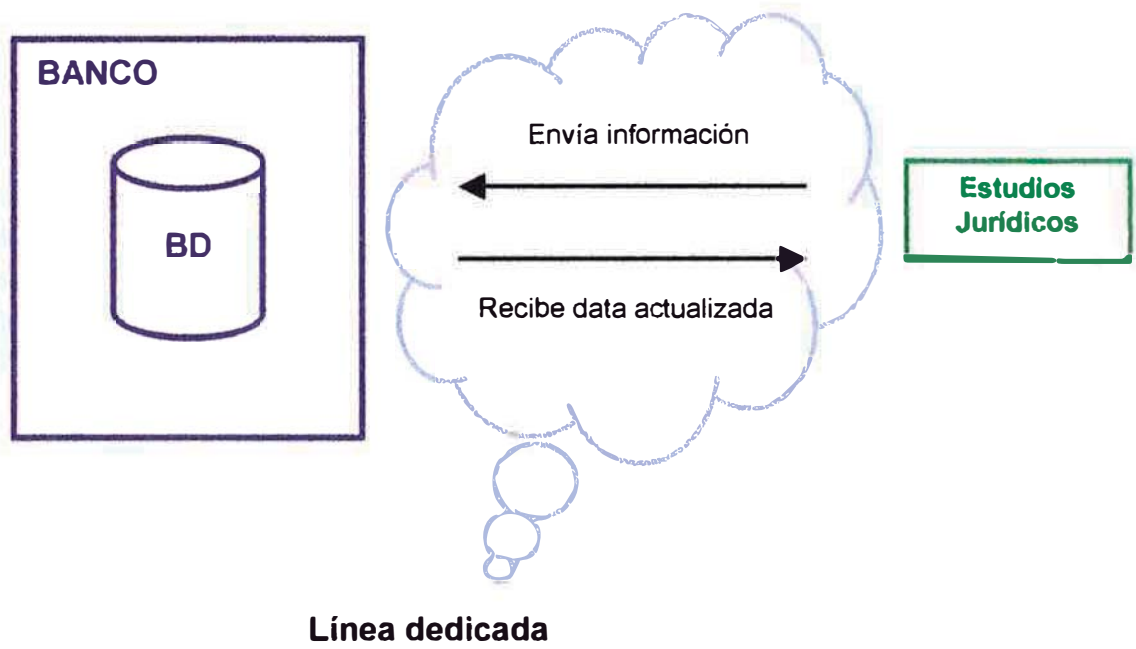 BANCO
BD
Envía información
Recibe data actualizada
Estudios
Jurídicos
Línea dedicada